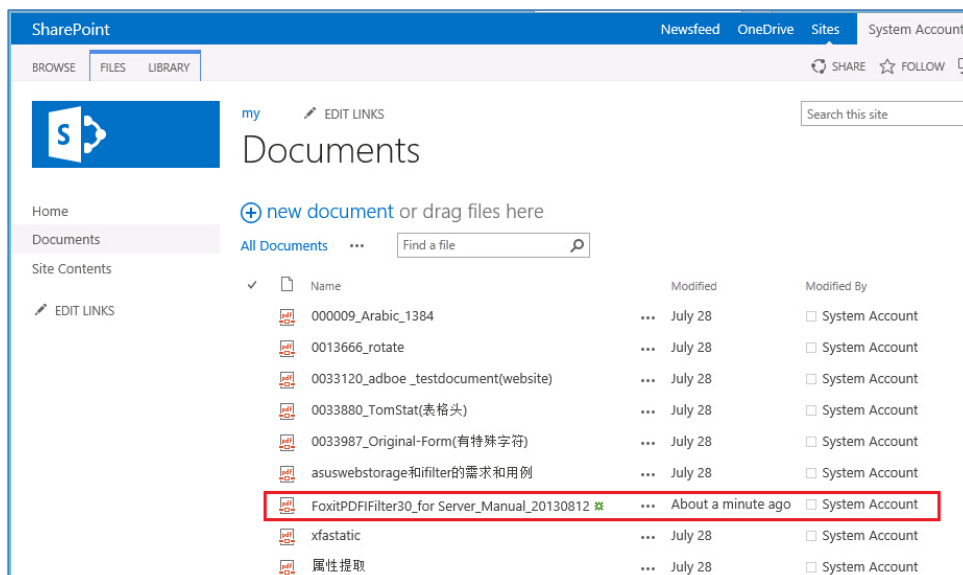 SharePoint Newsfeed OneDrive Sites System Account
BROWSE FILES LIBRARY SHARE FOLLOW
S
my EDIT LINKS Search this site
Documents
new document or drag files here
Home
Documents
Site Contents
EDIT LINKS
All Documents ••• Find a file
Name Modified Modified By
000009_Arabic_1384 ••• July 28 System Account
0013666_rotate ••• July 28 System Account
0033120_adboe _testdocument(website) ••• July 28 System Account
0033880_TomStat(表格头) ••• July 28 System Account
0033987_Original-Form(有特殊字符) ••• July 28 System Account
asuswebstorage和ifilter的需求和用例 ••• July 28 System Account
FoxitPDFIFilter30_for Server_Manual_20130812 ••• About a minute ago System Account
xfastatic ••• July 28 System Account
属性提取 ••• July 28 System Account